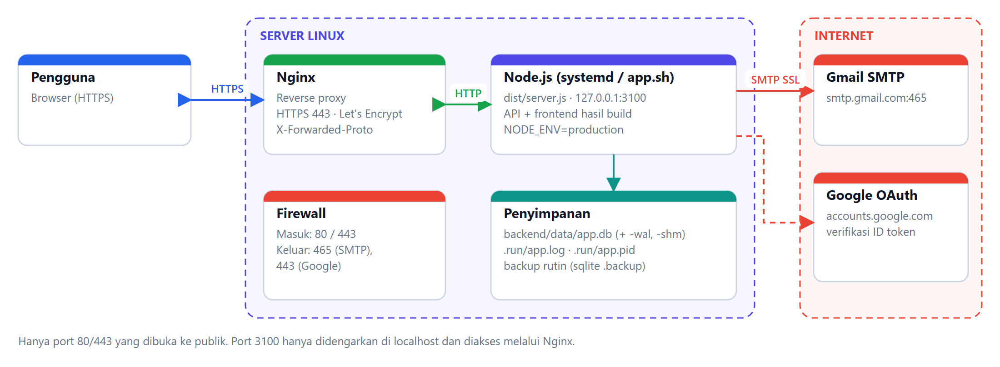 SERVER LINUX
INTERNET
Pengguna
Browser (HTTPS)
HTTPS
Nginx
Reverse proxy
HTTPS 443 · Let's Encrypt
X-Forwarded-Proto
HTTP
Node.js (systemd / app.sh)
dist/server.js · 127.0.0.1:3100
API + frontend hasil build
NODE_ENV=production
SMTP SSL
Gmail SMTP
smtp.gmail.com:465
Firewall
Masuk: 80 / 443
Keluar: 465 (SMTP),
443 (Google)
Penyimpanan
backend/data/app.db (+ -wal, -shm)
.run/app.log · .run/app.pid
backup rutin (sqlite .backup)
Google OAuth
accounts.google.com
verifikasi ID token
Hanya port 80/443 yang dibuka ke publik. Port 3100 hanya didengarkan di localhost dan diakses melalui Nginx.